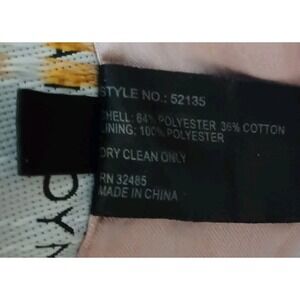 STYLE NO.: 52135
SHELL: 64% POLYESTER 36% COTTON
LINING: 100% POLYESTER
DRY CLEAN ONLY
RN 32485
MADE IN CHINA